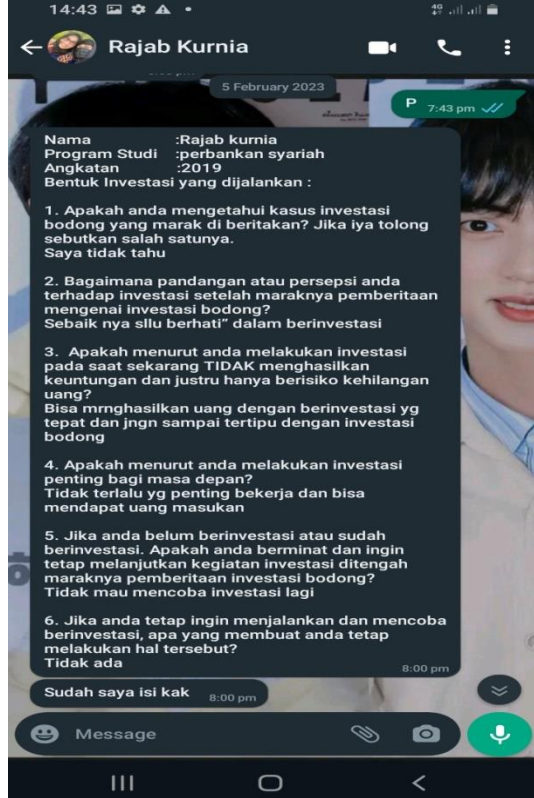 14:43
4G
Rajab Kurnia
5 February 2023
P 7:43 pm
Nama :Rajab kurnia
Program Studi :perbankan syariah
Angkatan :2019
Bentuk Investasi yang dijalankan :
1. Apakah anda mengetahui kasus investasi
bodong yang marak di beritakan? Jika iya tolong
sebutkan salah satunya.
Saya tidak tahu
2. Bagaimana pandangan atau persepsi anda
terhadap investasi setelah maraknya pemberitaan
mengenai investasi bodong?
Sebaik nya sllu berhati” dalam berinvestasi
3. Apakah menurut anda melakukan investasi
pada saat sekarang TIDAK menghasilkan
keuntungan dan justru hanya berisiko kehilangan
uang?
Bisa mrnghasilkan uang dengan berinvestasi yg
tepat dan jngn sampai tertipu dengan investasi
bodong
4. Apakah menurut anda melakukan investasi
penting bagi masa depan?
Tidak terlalu yg penting bekerja dan bisa
mendapat uang masukan
5. Jika anda belum berinvestasi atau sudah
berinvestasi. Apakah anda berminat dan ingin
tetap melanjutkan kegiatan investasi ditengah
maraknya pemberitaan investasi bodong?
Tidak mau mencoba investasi lagi
6. Jika anda tetap ingin menjalankan dan mencoba
berinvestasi, apa yang membuat anda tetap
melakukan hal tersebut?
Tidak ada
8:00 pm
Sudah saya isi kak 8:00 pm
Message